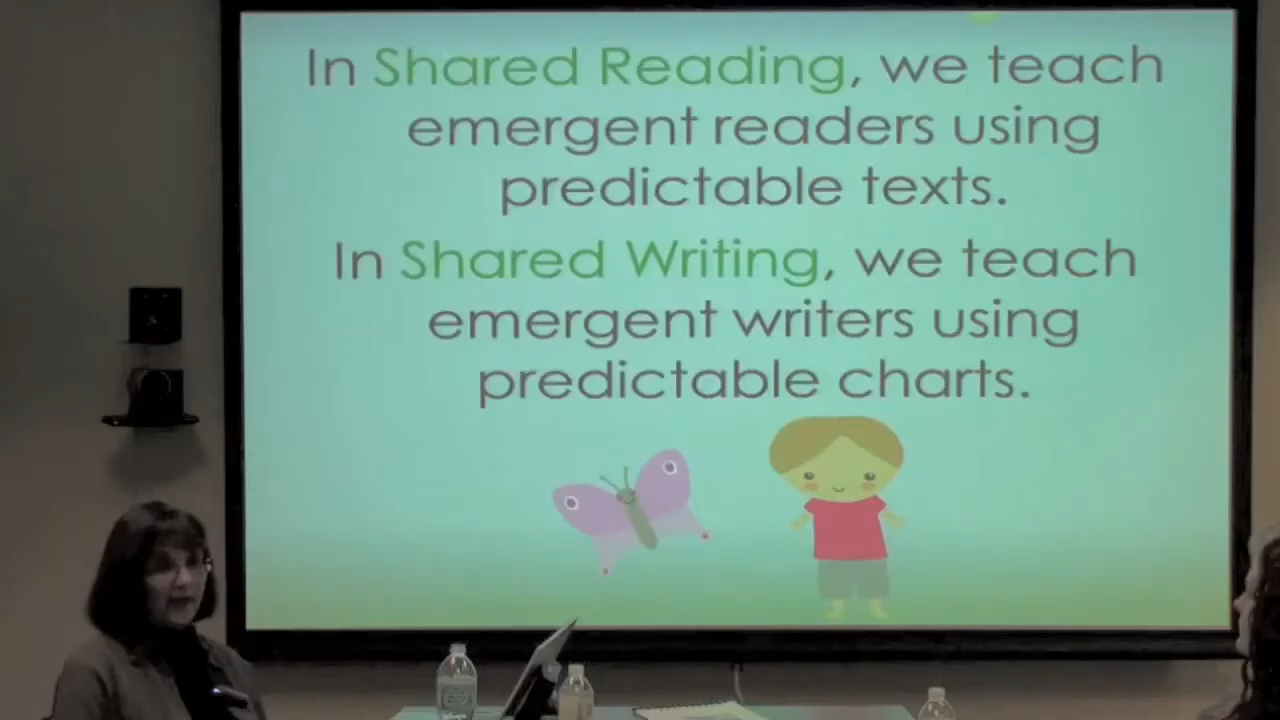 In Shared Reading, we teach
emergent readers using
predictable texts.
In Shared Writing, we teach
emergent writers using
predictable charts.